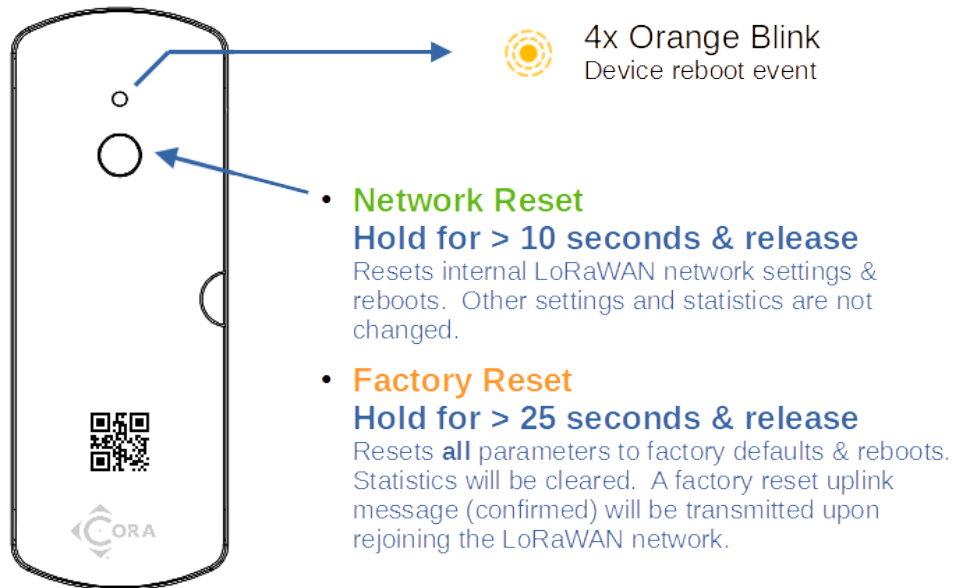 4x Orange Blink
Device reboot event
• Network Reset
Hold for > 10 seconds & release
Resets internal LoRaWAN network settings &
reboots. Other settings and statistics are not
changed.
• Factory Reset
Hold for > 25 seconds & release
Resets all parameters to factory defaults & reboots.
Statistics will be cleared. A factory reset uplink
message (confirmed) will be transmitted upon
rejoining the LoRaWAN network.
CORA